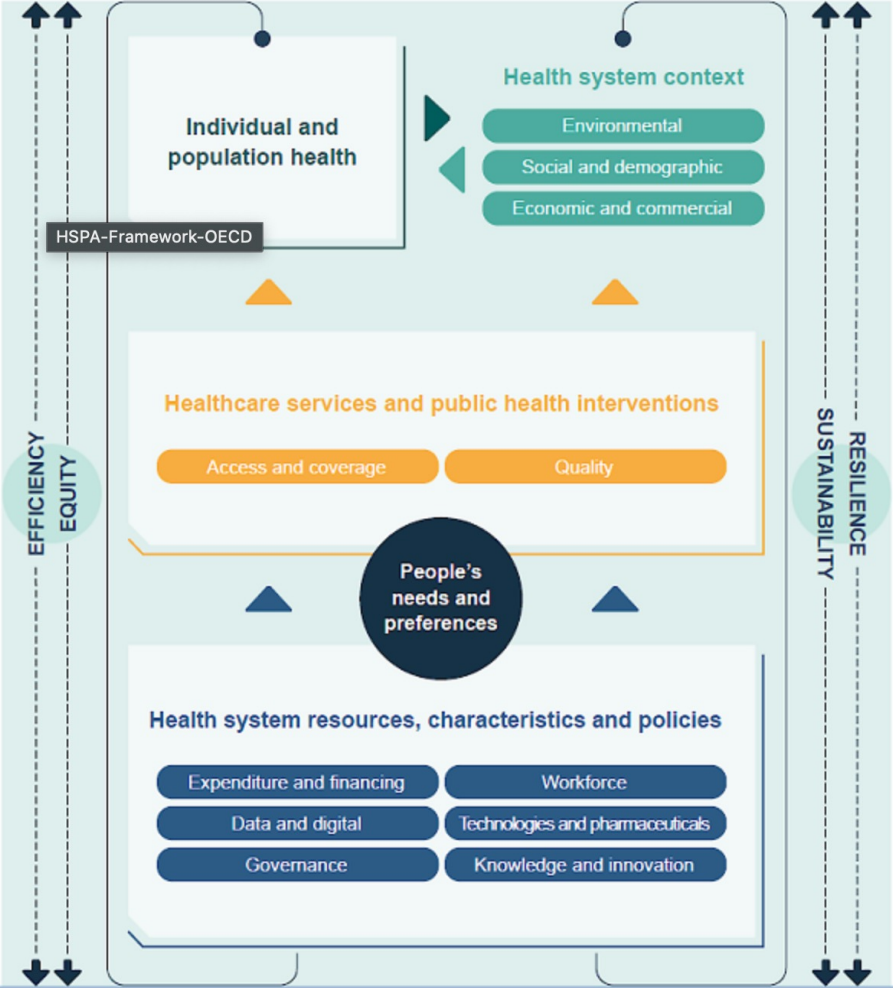 Individual and
population health
Health system context
Environmental
Social and demographic
Economic and commercial
HSPA-Framework-OECD
Healthcare services and public health interventions
Access and coverage
Quality
EFFICIENCY
EQUITY
SUSTAINABILITY
RESILIENCE
People's
needs and
preferences
Health system resources, characteristics and policies
Expenditure and financing
Workforce
Data and digital
Technologies and pharmaceuticals
Governance
Knowledge and innovation